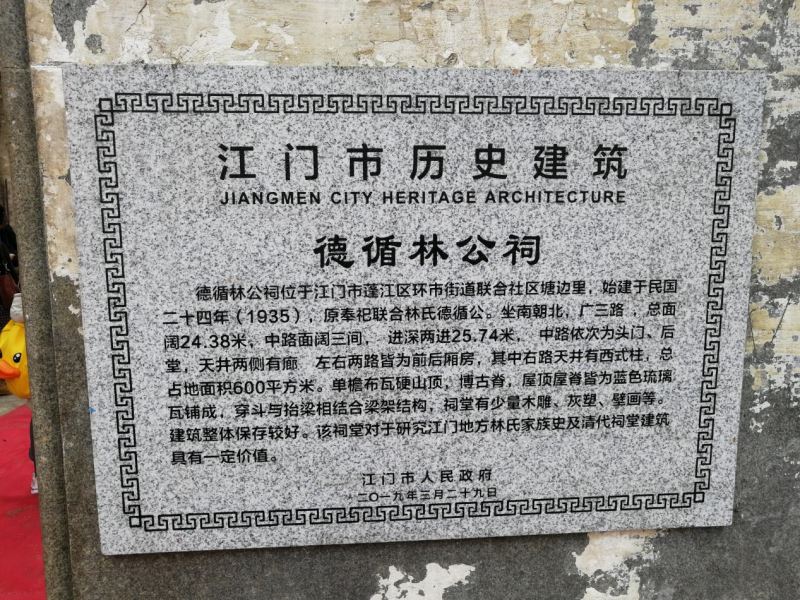 江门市历史建筑
JIANGMEN CITY HERITAGE ARCHITECTURE
德循林公祠
德循林公祠位于江门市蓬江区环市街道联合社区塘边里，始建于民国
二十四年（1935），原奉祀联合林氏德循公。坐南朝北，广三路，总面
阔24.38米，中路面阔三间，进深两进25.74米，中路依次为头门、后
堂，天井两侧有廊 左右两路皆为前后厢房，其中右路天井有西式柱，总
占地面积600平方米。单檐布瓦硬山顶，博古脊，屋顶屋脊皆为蓝色琉璃
瓦铺成，穿斗与抬梁相结合梁架结构，祠堂有少量木雕、灰塑、壁画等。
建筑整体保存较好。该祠堂对于研究江门地方林氏家族史及清代祠堂建筑
具有一定价值。
江门市人民政府
二〇一九年三月二十九日